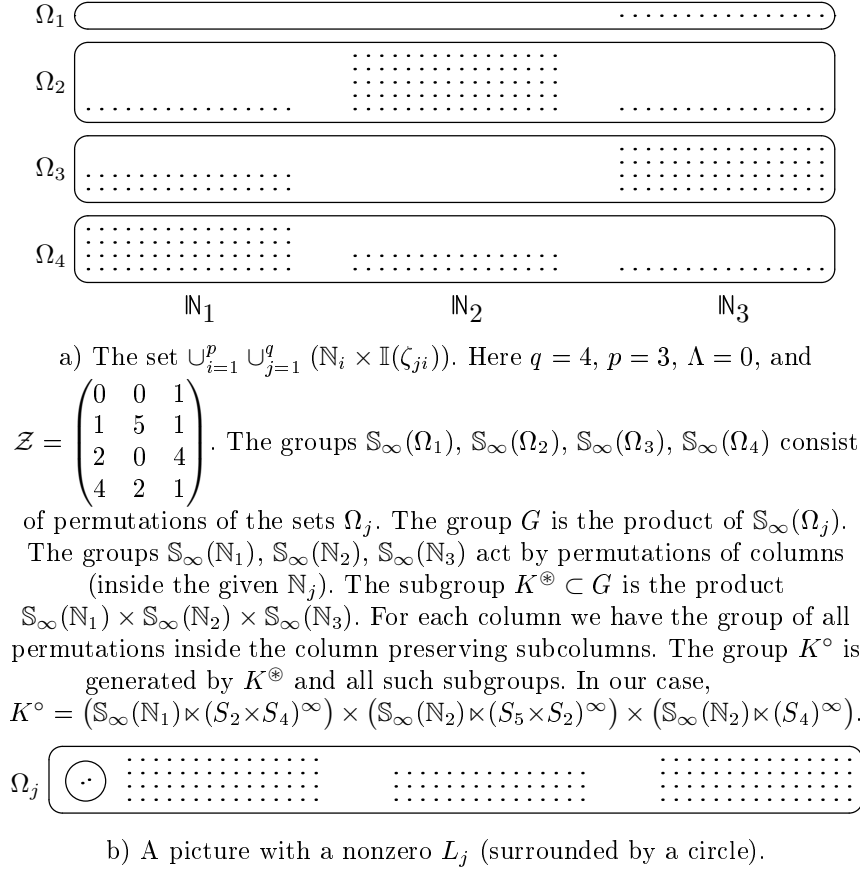 Ω₁
Ω₂
Ω₃
Ω₄
ℕ₁ ℕ₂ ℕ₃
a) The set ∪ᵖᵢ₌₁ ∪^q_{j=1} (ℕᵢ × 𝕀(ζⱼᵢ)). Here q = 4, p = 3, Λ = 0, and
0 0 1
1 5 1
𝒵 = . The groups 𝕊∞(Ω₁), 𝕊∞(Ω₂), 𝕊∞(Ω₃), 𝕊∞(Ω₄) consist
2 0 4
4 2 1
of permutations of the sets Ωⱼ. The group G is the product of 𝕊∞(Ωⱼ).
The groups 𝕊∞(ℕ₁), 𝕊∞(ℕ₂), 𝕊∞(ℕ₃) act by permutations of columns
(inside the given ℕⱼ). The subgroup K^⊛ ⊂ G is the product
𝕊∞(ℕ₁) × 𝕊∞(ℕ₂) × 𝕊∞(ℕ₃). For each column we have the group of all
permutations inside the column preserving subcolumns. The group K° is
generated by K^⊛ and all such subgroups. In our case,
K° = (𝕊∞(ℕ₁)⋉(S₂×S₄)^∞) × (𝕊∞(ℕ₂)⋉(S₅×S₂)^∞) × (𝕊∞(ℕ₂)⋉(S₄)^∞).
Ωⱼ
b) A picture with a nonzero Lⱼ (surrounded by a circle).